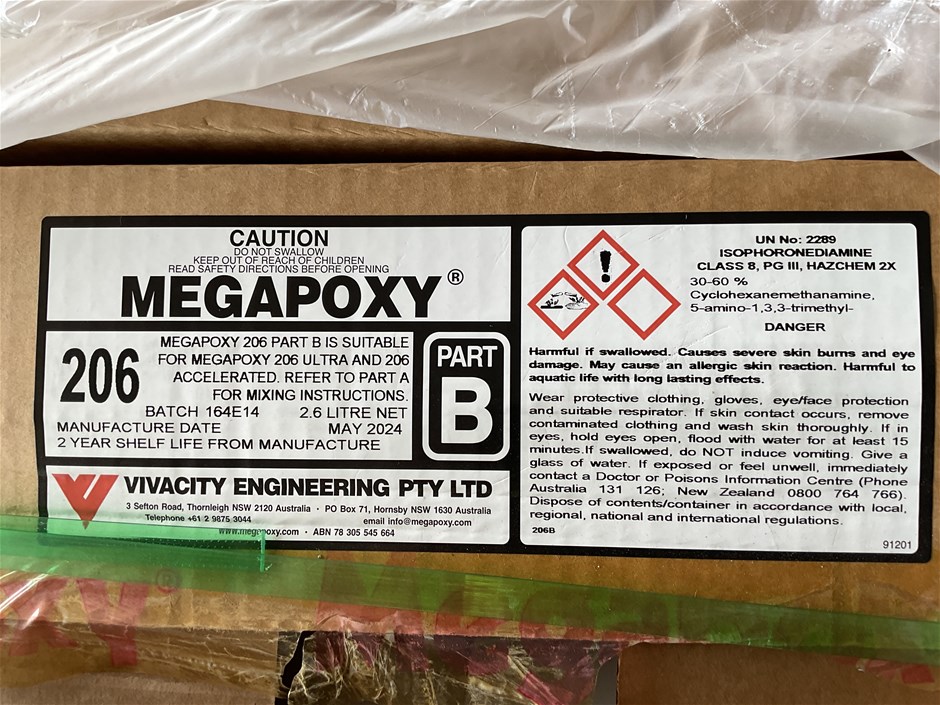 CAUTION
DO NOT SWALLOW
KEEP OUT OF REACH OF CHILDREN
READ SAFETY DIRECTIONS BEFORE OPENING
MEGAPOXY®
206
MEGAPOXY 206 PART B IS SUITABLE
FOR MEGAPOXY 206 ULTRA AND 206
ACCELERATED. REFER TO PART A
FOR MIXING INSTRUCTIONS.
BATCH 164E14 2.6 LITRE NET
MANUFACTURE DATE MAY 2024
2 YEAR SHELF LIFE FROM MANUFACTURE
PART
B
VIVACITY ENGINEERING PTY LTD
3 Sefton Road, Thornleigh NSW 2120 Australia · PO Box 71, Hornsby NSW 1630 Australia
Telephone +61 2 9875 3044 email info@megapoxy.com
www.megapoxy.com · ABN 78 305 545 664
UN No: 2289
ISOPHORONEDIAMINE
CLASS 8, PG III, HAZCHEM 2X
30-60 %
Cyclohexanemethanamine,
5-amino-1,3,3-trimethyl-
DANGER
Harmful if swallowed. Causes severe skin burns and eye
damage. May cause an allergic skin reaction. Harmful to
aquatic life with long lasting effects.
Wear protective clothing, gloves, eye/face protection
and suitable respirator. If skin contact occurs, remove
contaminated clothing and wash skin thoroughly. If in
eyes, hold eyes open, flood with water for at least 15
minutes.If swallowed, do NOT induce vomiting. Give a
glass of water. If exposed or feel unwell, immediately
contact a Doctor or Poisons Information Centre (Phone
Australia 131 126; New Zealand 0800 764 766).
Dispose of contents/container in accordance with local,
regional, national and international regulations.
206B
91201